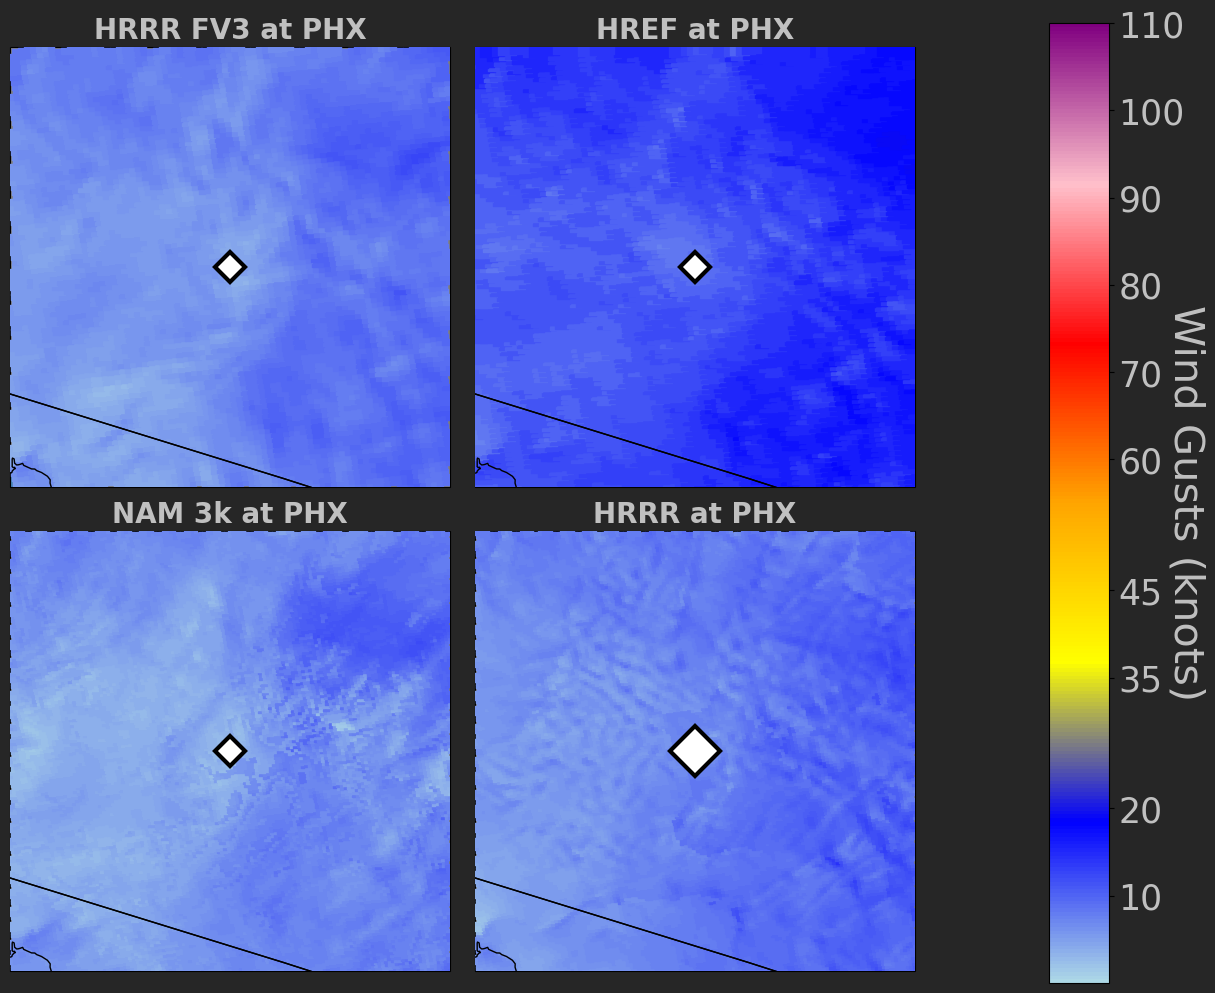 HRRR FV3 at PHX
HREF at PHX
NAM 3k at PHX
HRRR at PHX
110
100
90
80
70
60
45
35
20
10
Wind Gusts (knots)